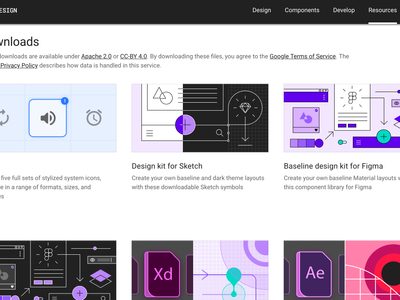 ESIGN
Design Components Develop Resources
wnloads
downloads are available under Apache 2.0 or CC-BY 4.0. By downloading these files, you agree to the Google Terms of Service. The
Privacy Policy describes how data is handled in this service.
1
Design kit for Sketch
Baseline design kit for Figma
five full sets of stylized system icons,
Create your own baseline and dark theme layouts
Create your own baseline Material layouts w
e in a range of formats, sizes, and
with these downloadable Sketch symbols
this component library for Figma
es
Xd
Ae